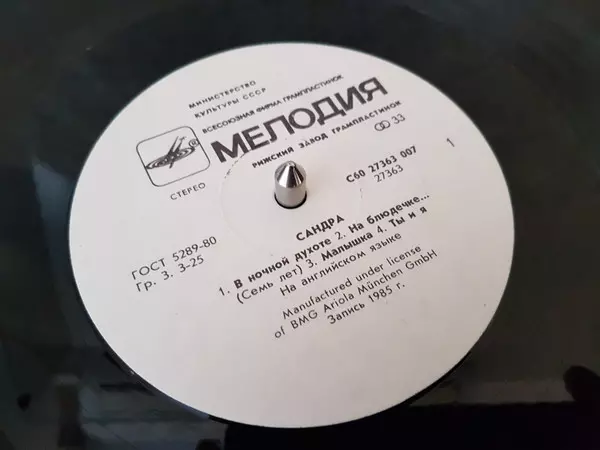 МИНИСТЕРСТВО
КУЛЬТУРЫ СССР
ВСЕСОЮЗНАЯ ФИРМА ГРАМПЛАСТИНОК
МЕЛОДИЯ
РИЖСКИЙ ЗАВОД ГРАМПЛАСТИНОК
СТЕРЕО
33
1
С60 27363 007
27363
ГОСТ 5289-80
Гр. 3. 3-25
САНДРА
1. В ночной духоте 2. На блюдечке...
(Семь лет) 3. Малышка 4. Ты и я
На английском языке
Manufactured under license
of BMG Ariola München GmbH
Запись 1985 г.